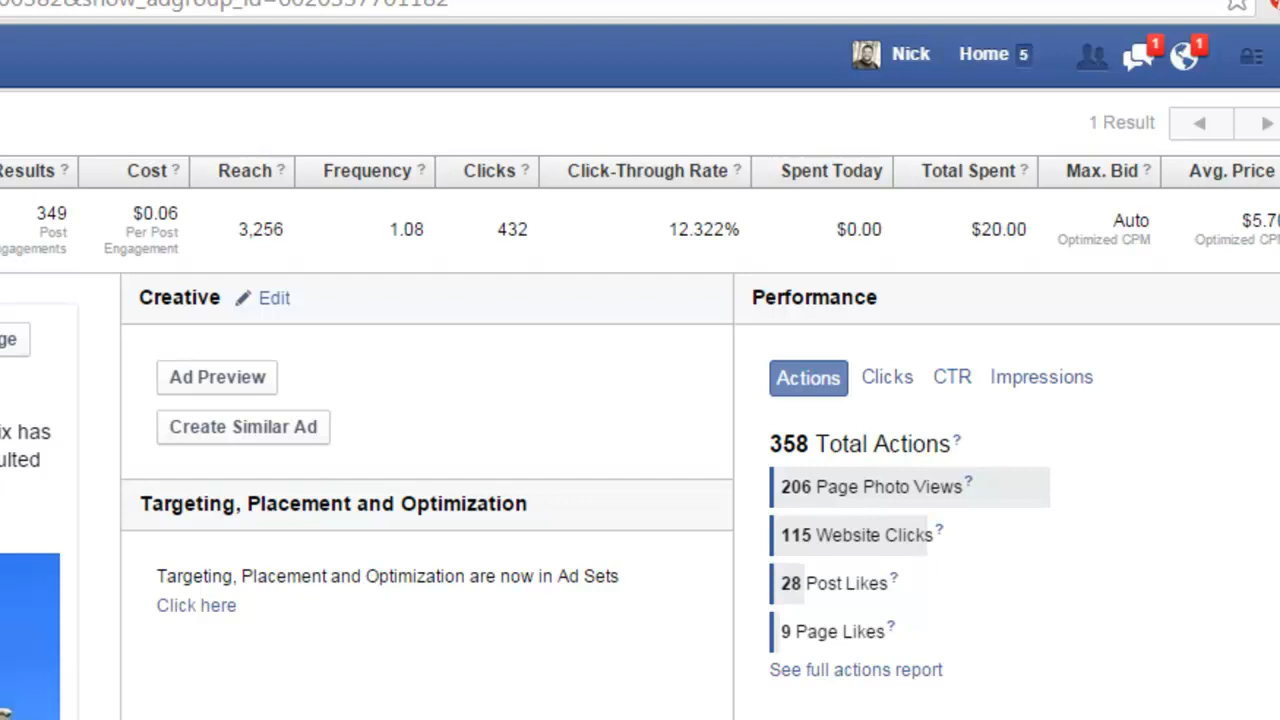 Nick Home 5 1 1
1 Result
Results ? Cost ? Reach ? Frequency ? Clicks ? Click-Through Rate ? Spent Today Total Spent ? Max. Bid ? Avg. Price
349 $0.06 3,256 1.08 432 12.322% $0.00 $20.00 Auto
Post Per Post Optimized CPM
Engagement
Creative Edit Performance
Ad Preview
Actions Clicks CTR Impressions
Create Similar Ad
358 Total Actions ?
206 Page Photo Views ?
Targeting, Placement and Optimization
115 Website Clicks ?
Targeting, Placement and Optimization are now in Ad Sets
28 Post Likes ?
Click here
9 Page Likes ?
See full actions report
has